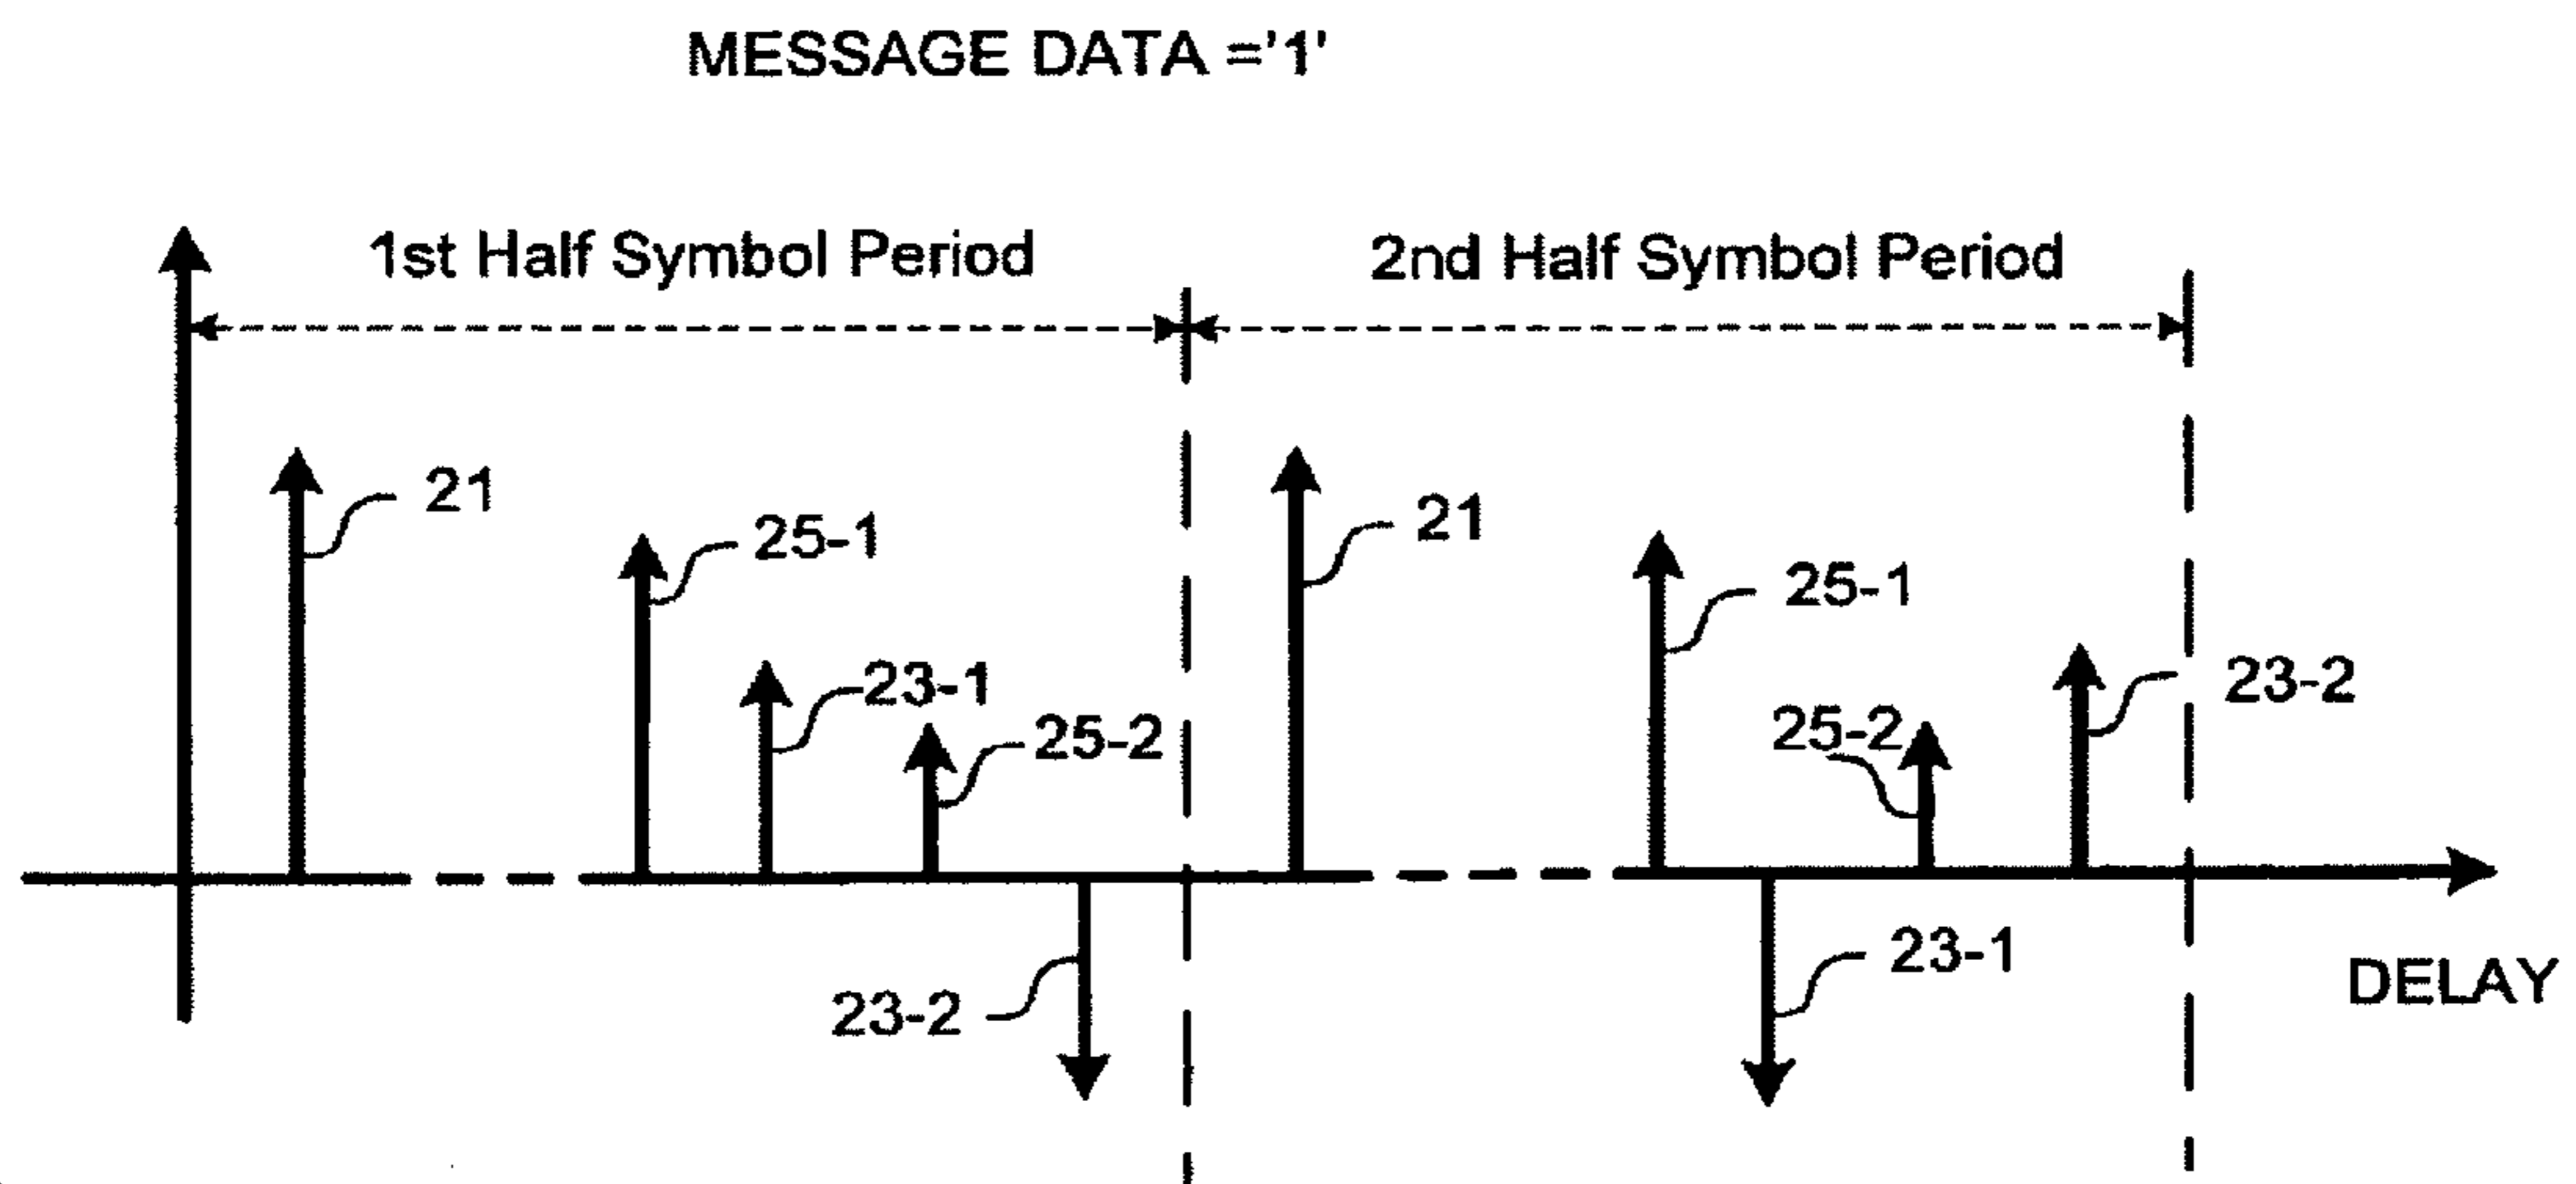 MESSAGE DATA ='1'
1st Half Symbol Period
2nd Half Symbol Period
21
25-1
23-1
25-2
23-2
21
25-1
25-2
23-2
23-1
DELAY